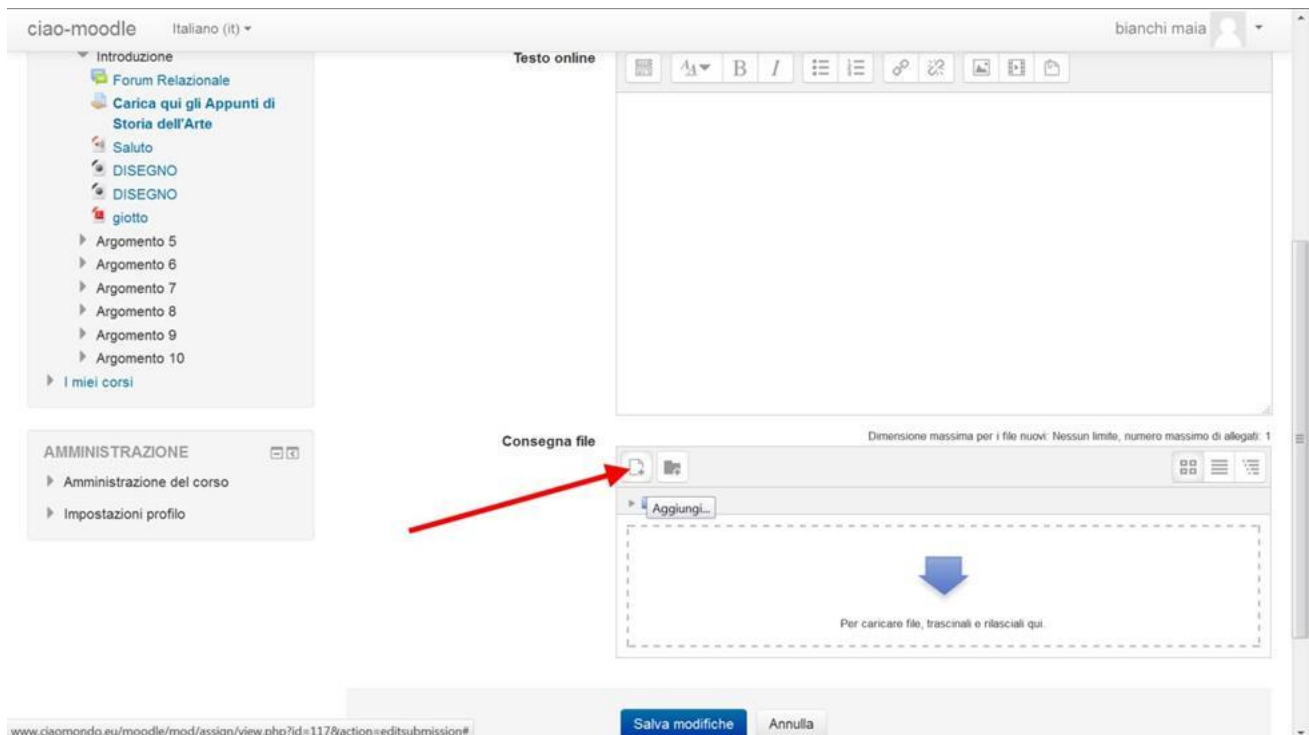 ciao-moodle Italiano (it) bianchi maia
Introduzione
Forum Relazionale
Carica qui gli Appunti di
Storia dell'Arte
Saluto
DISEGNO
DISEGNO
giotto
Argomento 5
Argomento 6
Argomento 7
Argomento 8
Argomento 9
Argomento 10
I miei corsi
AMMINISTRAZIONE
Amministrazione del corso
Impostazioni profilo
Testo online
B I
Consegna file
Dimensione massima per i file nuovi: Nessun limite, numero massimo di allegati: 1
Aggiungi...
Per caricare file, trascinali e rilasciali qui.
Salva modifiche Annulla
www.ciaomondo.eu/moodle/mod/assign/view.php?id=117&action=editsubmission#